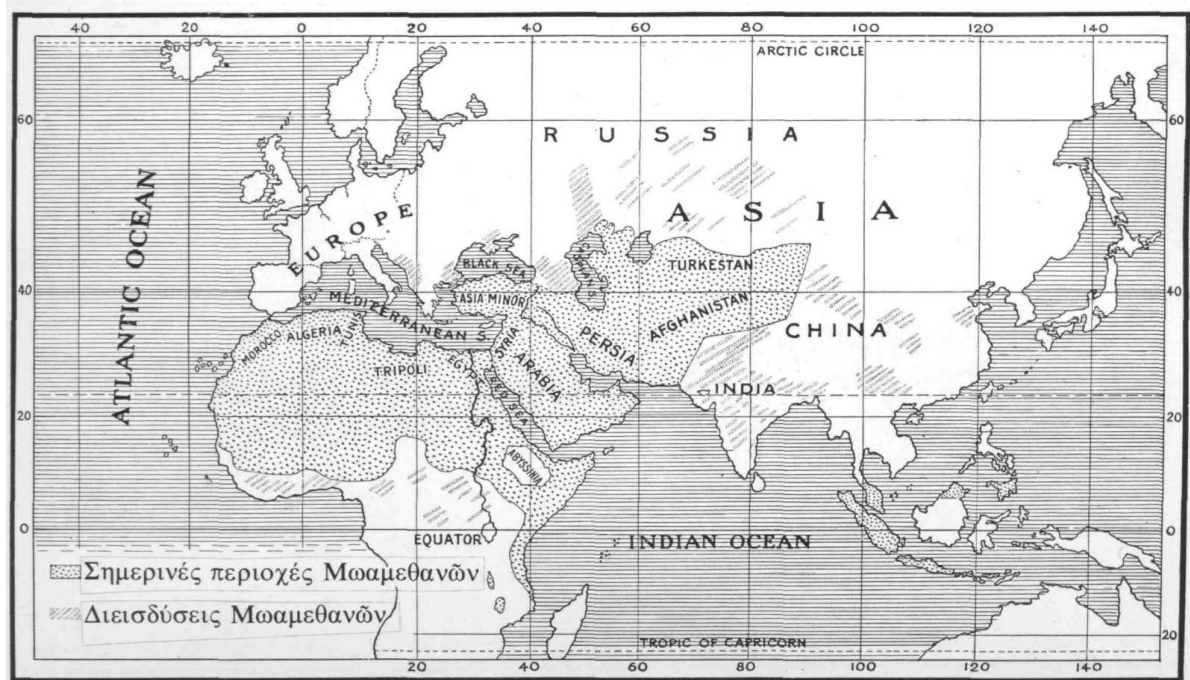 40 20 0 20 40 60 80 100 120 140
ARCTIC CIRCLE
60 60
RUSSIA
ASIA
EUROPE
ATLANTIC OCEAN
BLACK SEA
CASPIAN S.
TURKESTAN
40 40
ASIA MINOR
MEDITERRANEAN S.
AFGHANISTAN
PERSIA
CHINA
SYRIA
MOROCCO
ALGERIA
TUNIS
TRIPOLI
EGYPT
ARABIA
RED SEA
INDIA
20 20
ABYSSINIA
0 0
EQUATOR
INDIAN OCEAN
Σημερινές περιοχές Μωαμεθανῶν
Διεισδύσεις Μωαμεθανῶν
TROPIC OF CAPRICORN
20
20 40 60 80 100 120 140